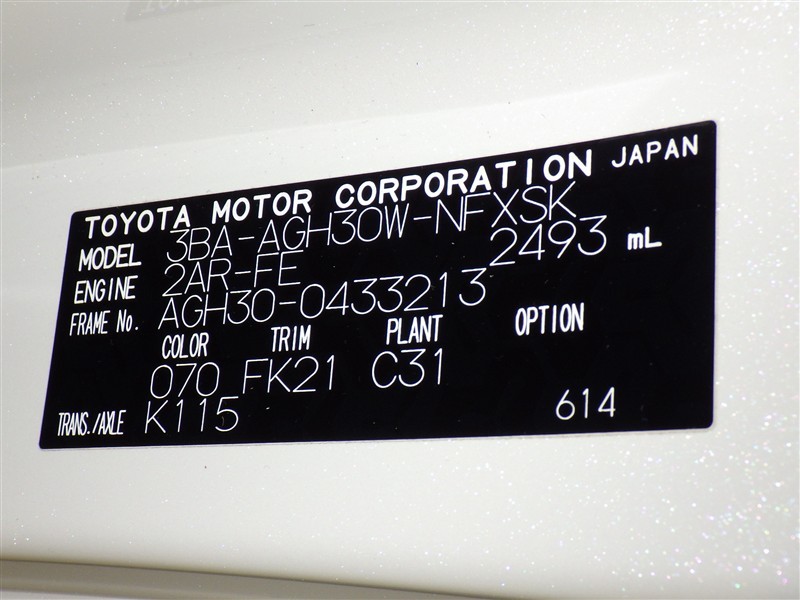 TOYOTA MOTOR CORPORATION JAPAN
MODEL 3BA-AGH30W-NFXSK
ENGINE 2AR-FE 2493 mL
FRAME No. AGH30-0433213
COLOR TRIM PLANT OPTION
070 FK21 C31
TRANS./AXLE K115 614